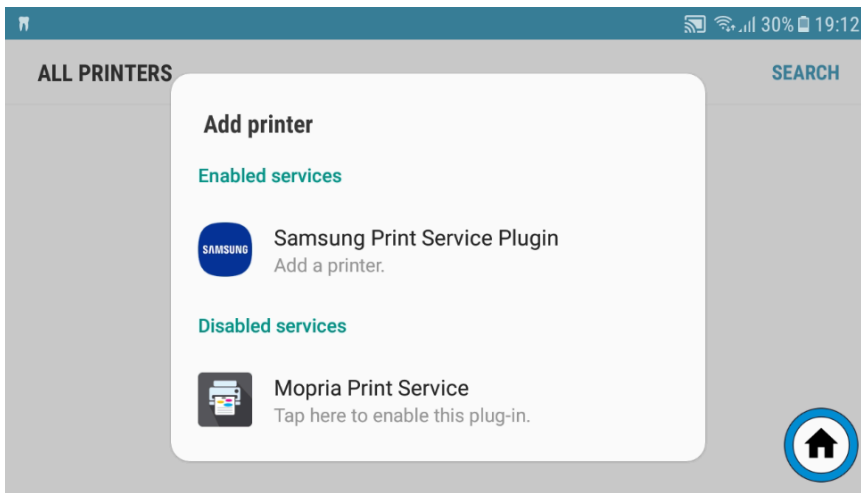 30% 19:12
ALL PRINTERS
SEARCH
Add printer
Enabled services
SAMSUNG
Samsung Print Service Plugin
Add a printer.
Disabled services
Mopria Print Service
Tap here to enable this plug-in.